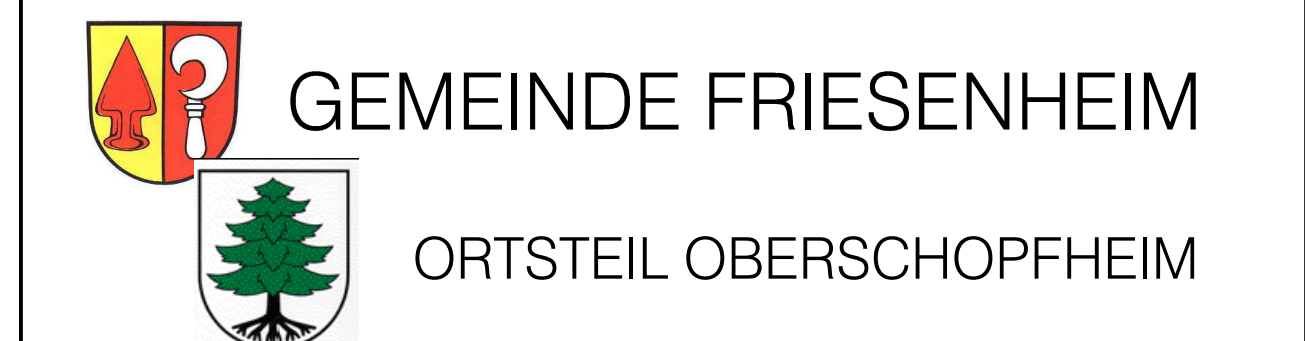 GEMEINDE FRIESENHEIM
ORTSTEIL OBERSCHOPFHEIM